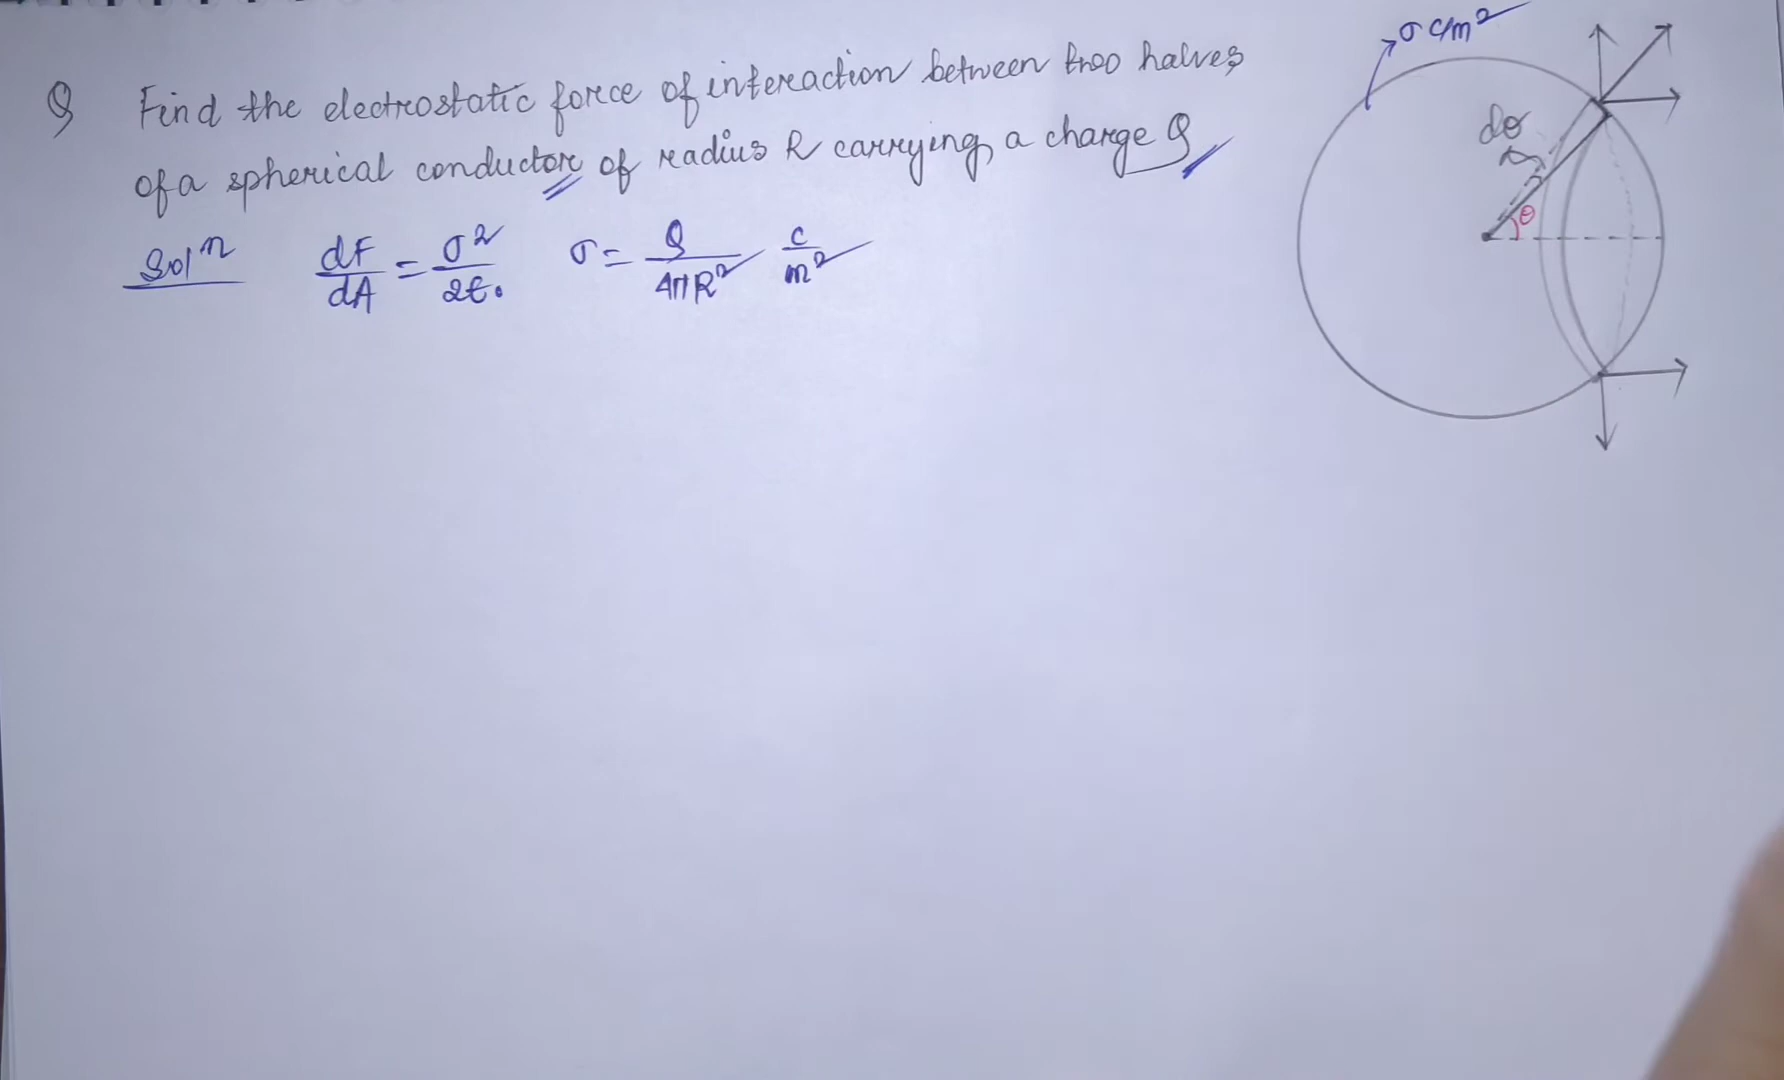 Q Find the electrostatic force of interaction between two halves
of a spherical conductor of radius R carrying a charge Q
Solⁿ dF/dA = σ²/2ε₀ σ = Q/4πR² c/m²
σ c/m²
dθ
θ